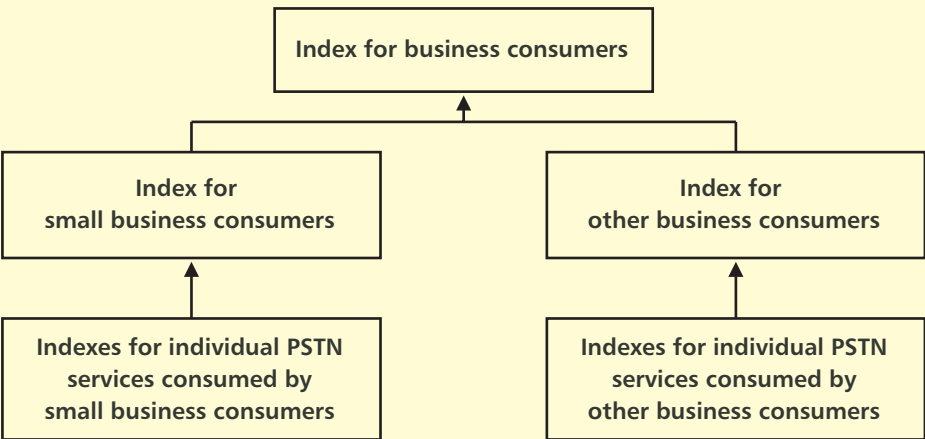 Index for business consumers
Index for
small business consumers
Index for
other business consumers
Indexes for individual PSTN
services consumed by
small business consumers
Indexes for individual PSTN
services consumed by
other business consumers